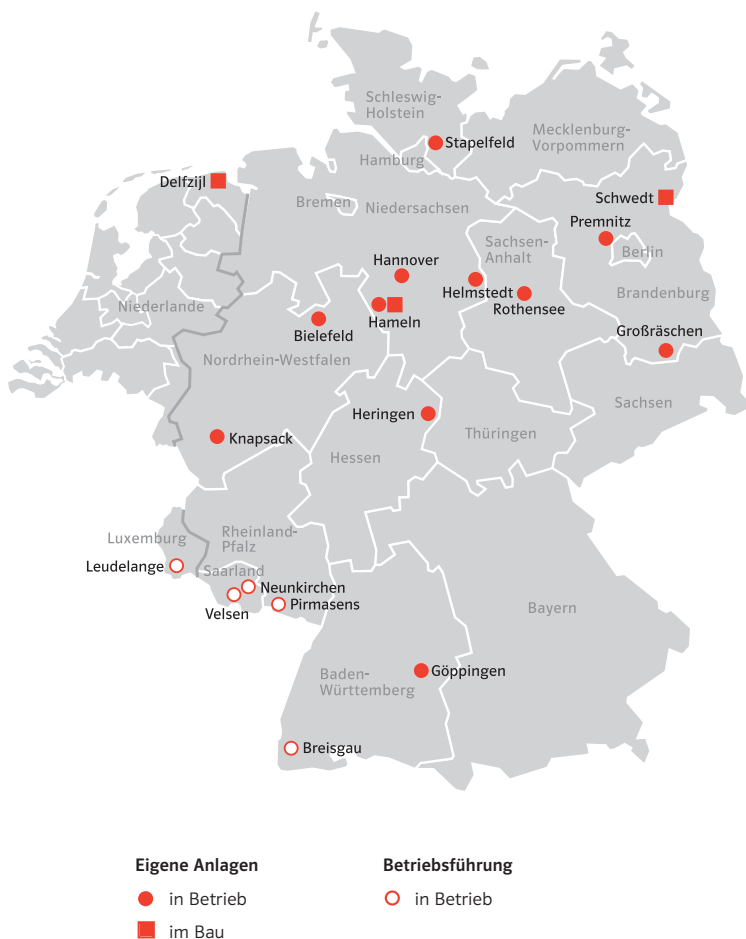 Schleswig-
Holstein
Stapelfeld
Mecklenburg-
Vorpommern
Hamburg
Delfzijl
Bremen
Niedersachsen
Schwedt
Premnitz
Sachsen-
Anhalt
Berlin
Hannover
Helmstedt
Rothensee
Brandenburg
Niederlande
Hameln
Bielefeld
Großräschen
Nordrhein-Westfalen
Sachsen
Heringen
Thüringen
Knapsack
Hessen
Luxemburg
Rheinland-
Pfalz
Leudelange
Saarland
Neunkirchen
Pirmasens
Velsen
Bayern
Göppingen
Baden-
Württemberg
Breisgau
Eigene Anlagen
in Betrieb
im Bau
Betriebsführung
in Betrieb